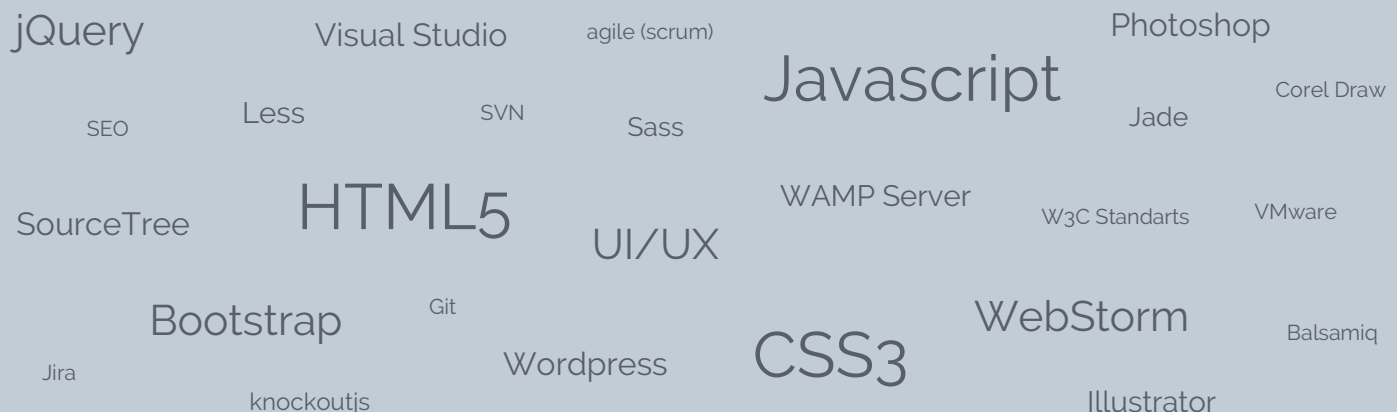 jQuery
Visual Studio
agile (scrum)
Photoshop
Javascript
Corel Draw
Less
SVN
Jade
SEO
Sass
HTML5
WAMP Server
SourceTree
W3C Standarts
VMware
UI/UX
Git
Bootstrap
WebStorm
Balsamiq
CSS3
Wordpress
Jira
knockoutjs
Illustrator